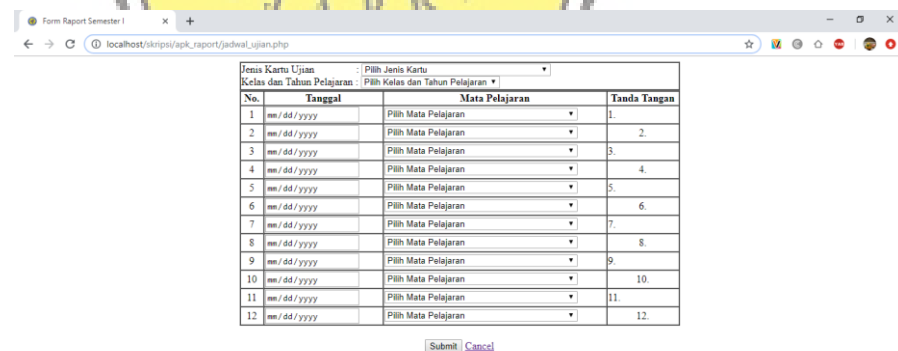 Form Raport Semester I
localhost/skripsi/apk_raport/jadwal_ujian.php
Jenis Kartu Ujian : Pilih Jenis Kartu
Kelas dan Tahun Pelajaran : Pilih Kelas dan Tahun Pelajaran
No. Tanggal Mata Pelajaran Tanda Tangan
1 mm/dd/yyyy Pilih Mata Pelajaran 1.
2 mm/dd/yyyy Pilih Mata Pelajaran 2.
3 mm/dd/yyyy Pilih Mata Pelajaran 3.
4 mm/dd/yyyy Pilih Mata Pelajaran 4.
5 mm/dd/yyyy Pilih Mata Pelajaran 5.
6 mm/dd/yyyy Pilih Mata Pelajaran 6.
7 mm/dd/yyyy Pilih Mata Pelajaran 7.
8 mm/dd/yyyy Pilih Mata Pelajaran 8.
9 mm/dd/yyyy Pilih Mata Pelajaran 9.
10 mm/dd/yyyy Pilih Mata Pelajaran 10.
11 mm/dd/yyyy Pilih Mata Pelajaran 11.
12 mm/dd/yyyy Pilih Mata Pelajaran 12.
Submit Cancel